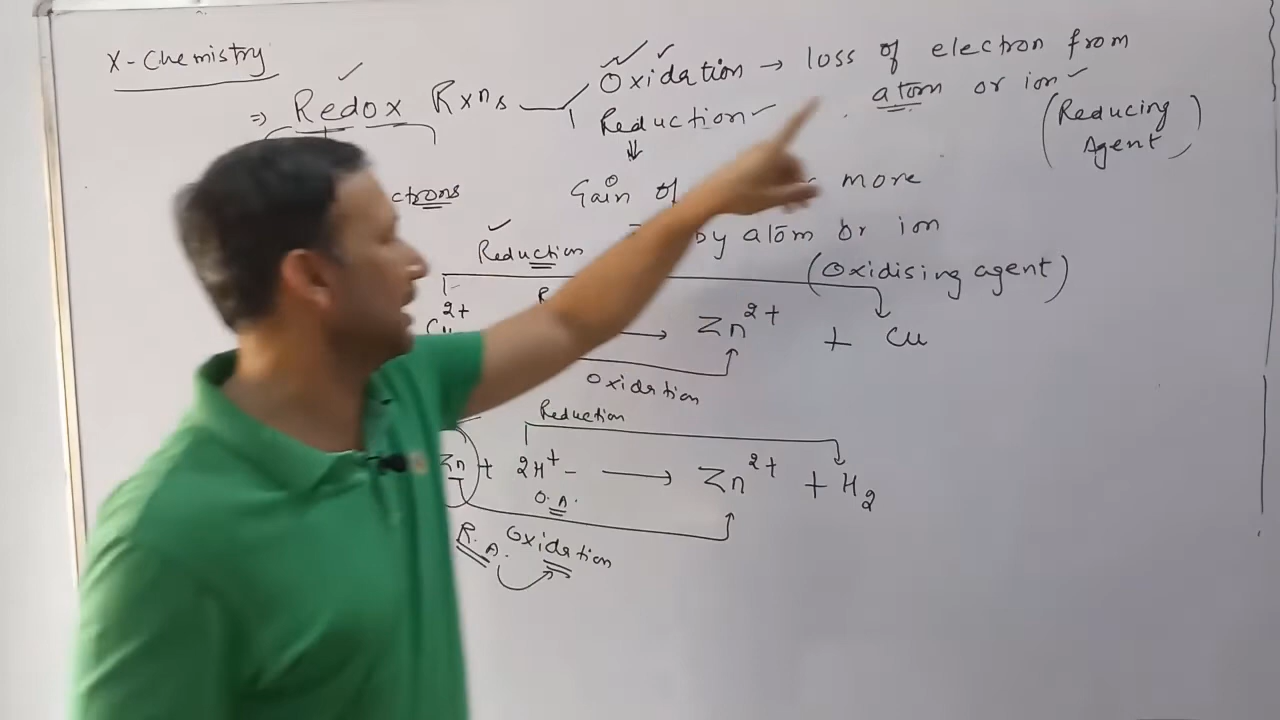 X-Chemistry
⇒ Redox Rxns
Oxidation → loss of electron from
atom or ion
(Reducing Agent)
Reduction
⇓
Gain of more
by atom or ion
(Oxidising agent)
ctrons
Reduction
2+
→ Zn²⁺ + Cu
Oxidation
Reduction
Zn + 2H⁺ → Zn²⁺ + H₂
O.A.
R.A. Oxidation